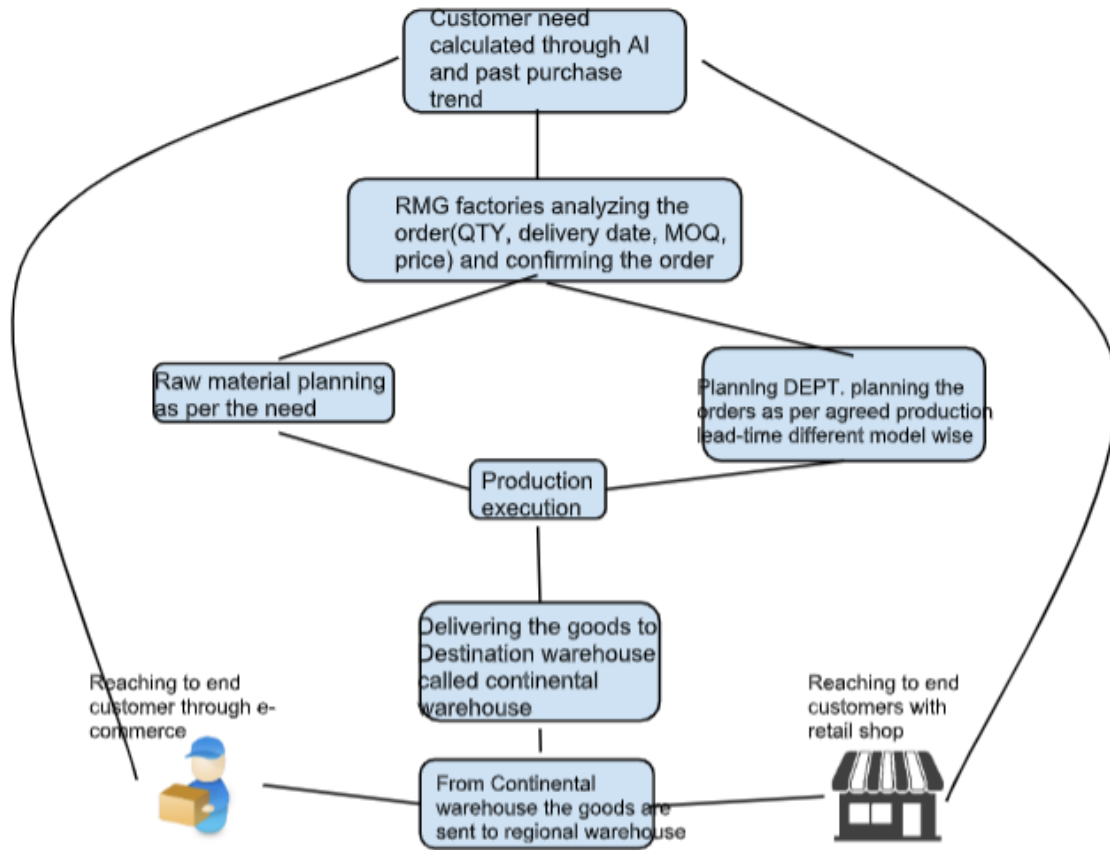 Customer need
calculated through AI
and past purchase
trend
RMG factories analyzing the
order(QTY, delivery date, MOQ,
price) and confirming the order
Raw material planning
as per the need
Planning DEPT. planning the
orders as per agreed production
lead-time different model wise
Production
execution
Delivering the goods to
Destination warehouse
called continental
warehouse
Reaching to end
customer through e-
commerce
Reaching to end
customers with
retail shop
From Continental
warehouse the goods are
sent to regional warehouse